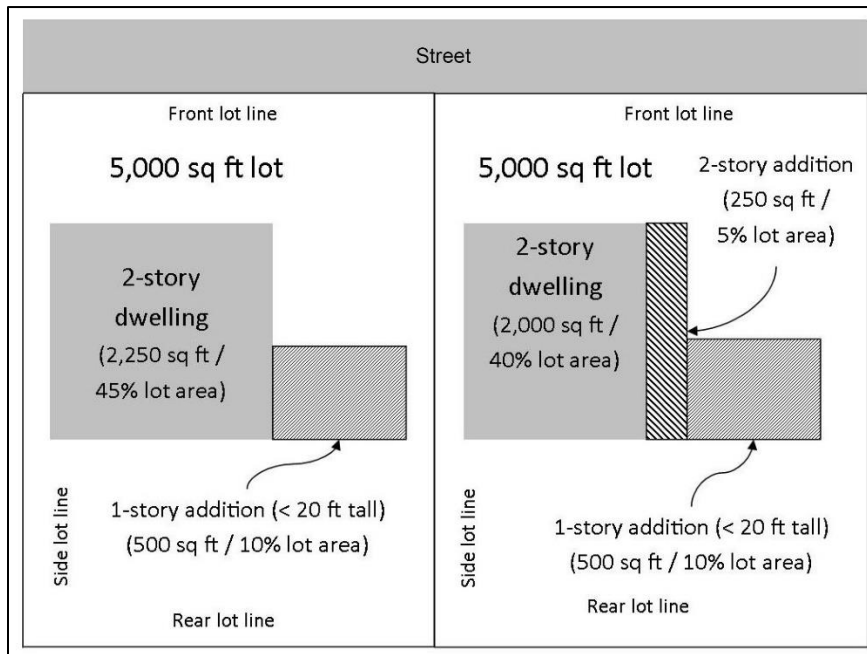 Street
Front lot line
5,000 sq ft lot
2-story
dwelling
(2,250 sq ft /
45% lot area)
1-story addition (< 20 ft tall)
(500 sq ft / 10% lot area)
Side lot line
Rear lot line
Front lot line
5,000 sq ft lot
2-story addition
(250 sq ft /
5% lot area)
2-story
dwelling
(2,000 sq ft /
40% lot area)
1-story addition (< 20 ft tall)
(500 sq ft / 10% lot area)
Side lot line
Rear lot line